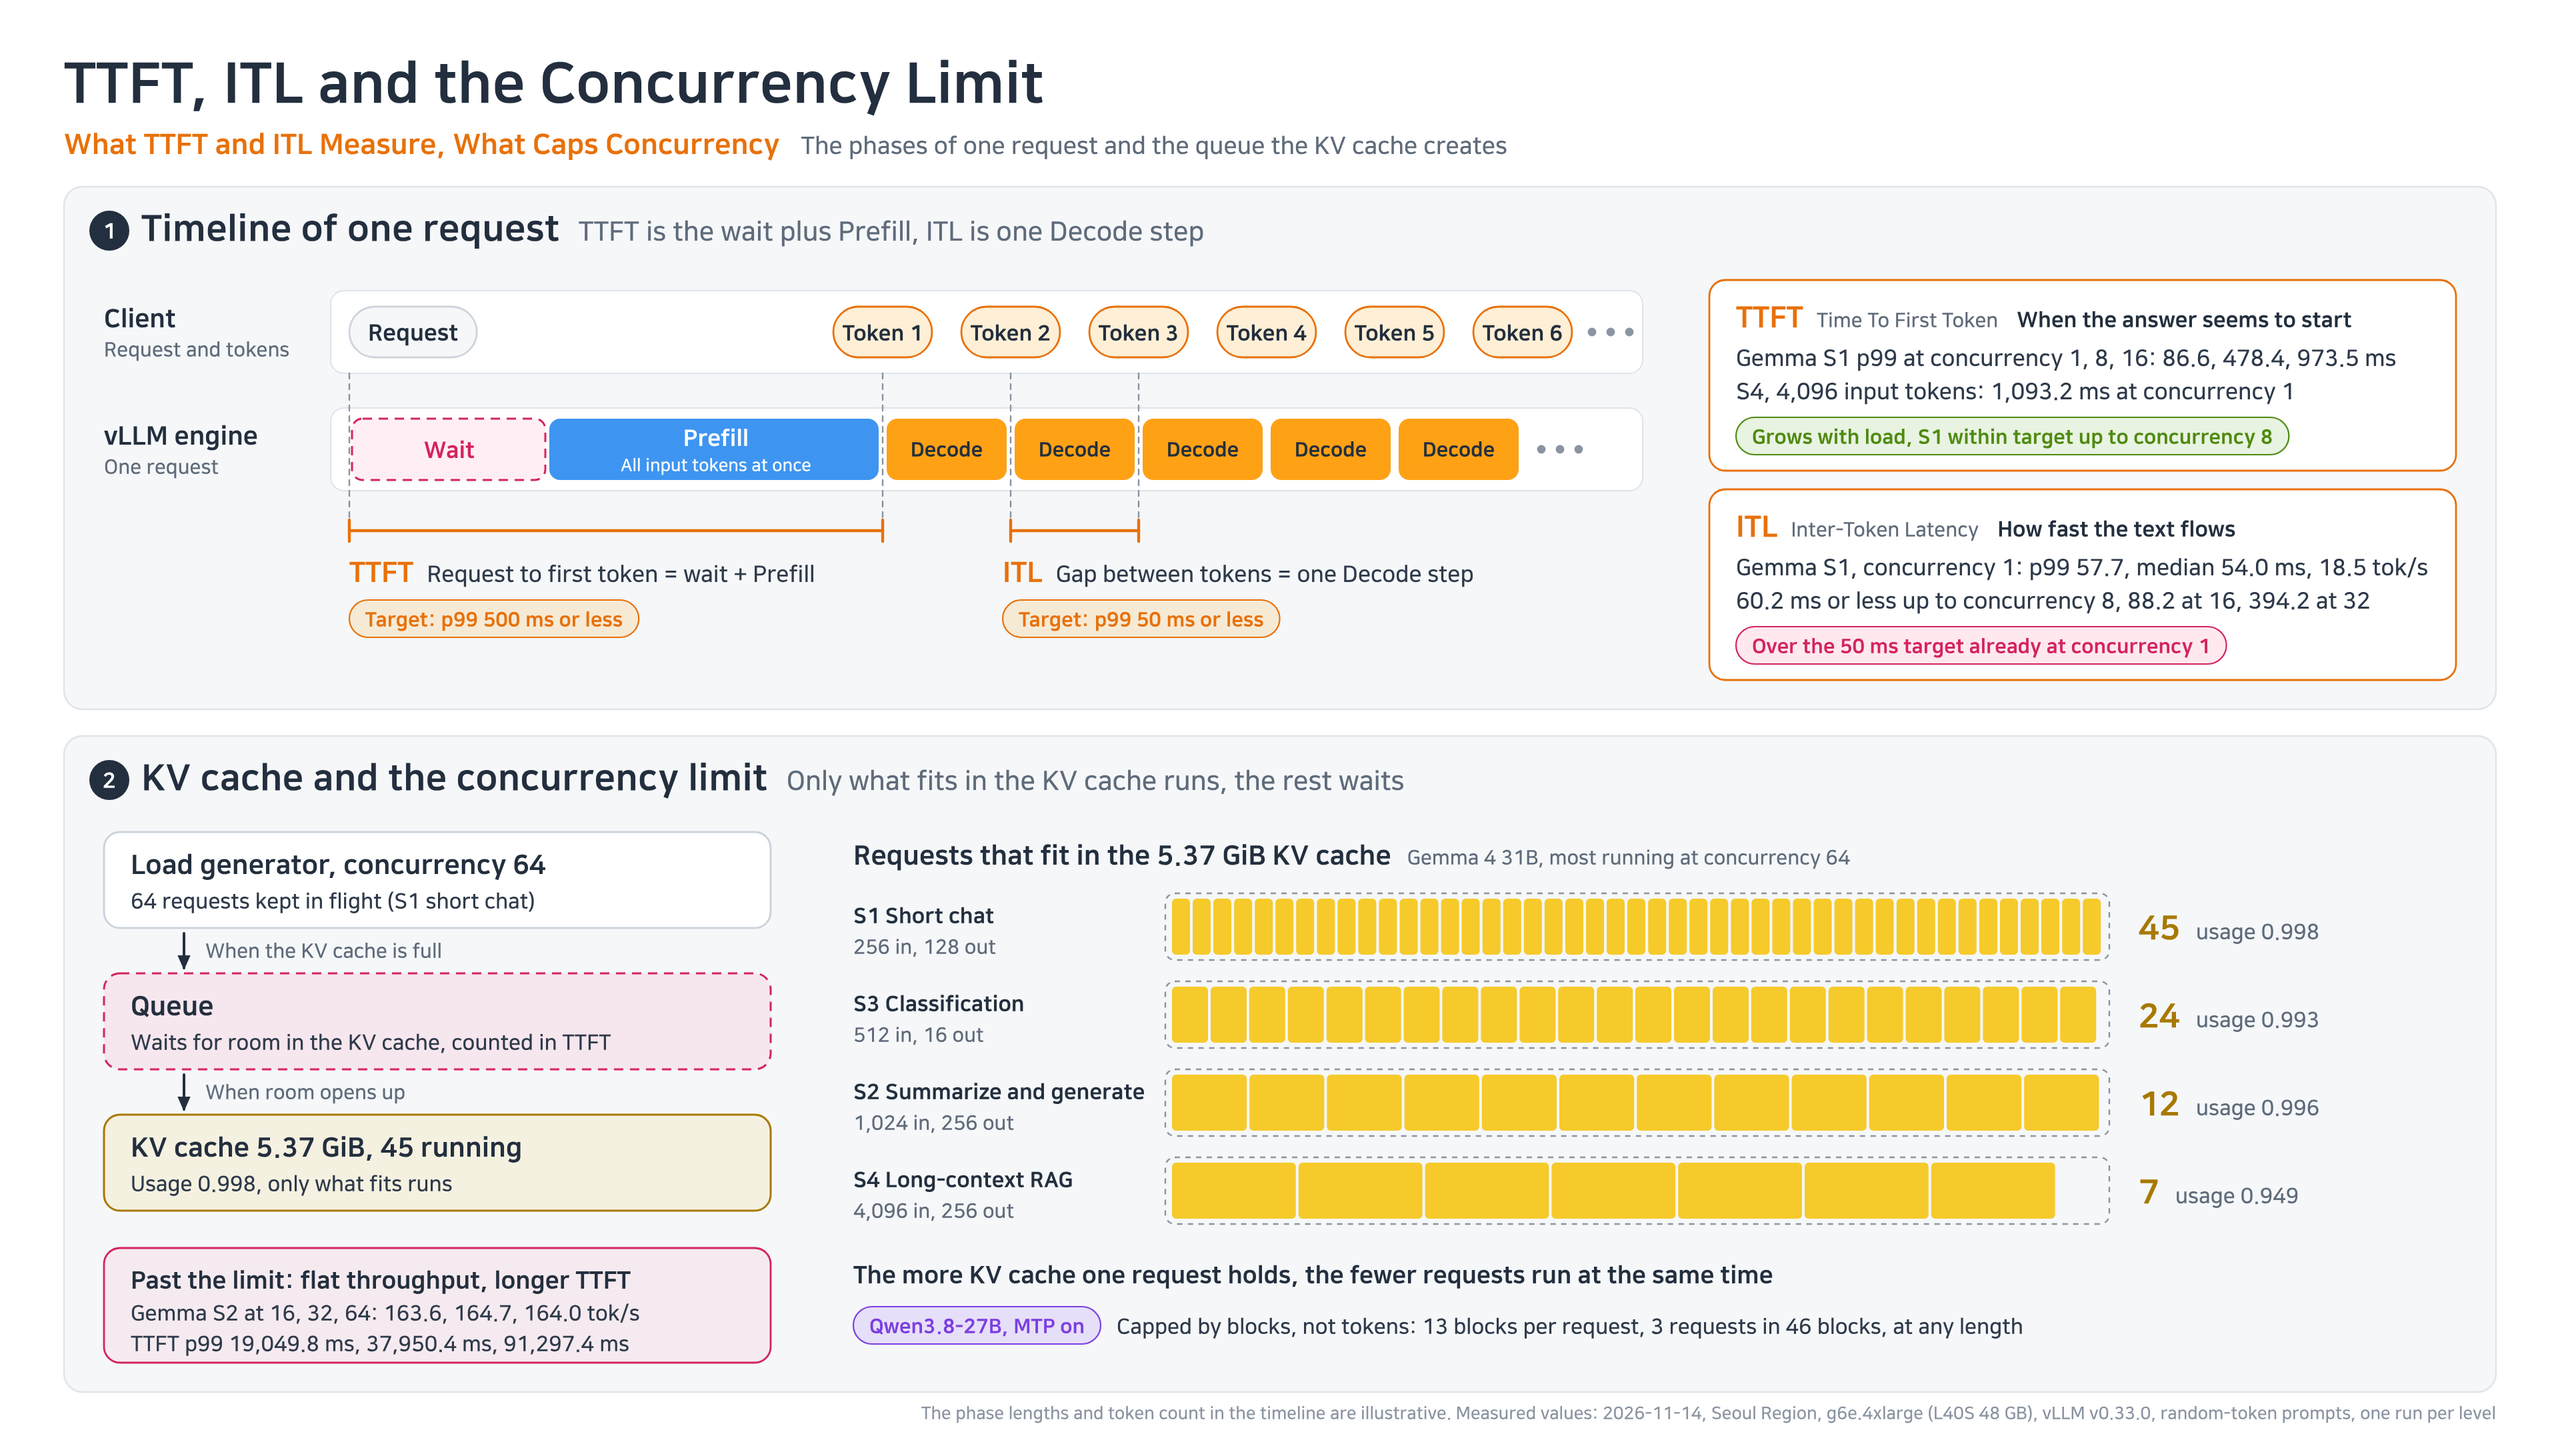 TTFT, ITL and the Concurrency Limit
What TTFT and ITL Measure, What Caps Concurrency The phases of one request and the queue the KV cache creates
1 Timeline of one request TTFT is the wait plus Prefill, ITL is one Decode step
Client
Request and tokens
Request Token 1 Token 2 Token 3 Token 4 Token 5 Token 6
vLLM engine
One request
Wait
Prefill
All input tokens at once
Decode Decode Decode Decode Decode
TTFT Request to first token = wait + Prefill
Target: p99 500 ms or less
ITL Gap between tokens = one Decode step
Target: p99 50 ms or less
TTFT Time To First Token When the answer seems to start
Gemma S1 p99 at concurrency 1, 8, 16: 86.6, 478.4, 973.5 ms
S4, 4,096 input tokens: 1,093.2 ms at concurrency 1
Grows with load, S1 within target up to concurrency 8
ITL Inter-Token Latency How fast the text flows
Gemma S1, concurrency 1: p99 57.7, median 54.0 ms, 18.5 tok/s
60.2 ms or less up to concurrency 8, 88.2 at 16, 394.2 at 32
Over the 50 ms target already at concurrency 1
2 KV cache and the concurrency limit Only what fits in the KV cache runs, the rest waits
Load generator, concurrency 64
64 requests kept in flight (S1 short chat)
When the KV cache is full
Queue
Waits for room in the KV cache, counted in TTFT
When room opens up
KV cache 5.37 GiB, 45 running
Usage 0.998, only what fits runs
Past the limit: flat throughput, longer TTFT
Gemma S2 at 16, 32, 64: 163.6, 164.7, 164.0 tok/s
TTFT p99 19,049.8 ms, 37,950.4 ms, 91,297.4 ms
Requests that fit in the 5.37 GiB KV cache Gemma 4 31B, most running at concurrency 64
S1 Short chat
256 in, 128 out
45 usage 0.998
S3 Classification
512 in, 16 out
24 usage 0.993
S2 Summarize and generate
1,024 in, 256 out
12 usage 0.996
S4 Long-context RAG
4,096 in, 256 out
7 usage 0.949
The more KV cache one request holds, the fewer requests run at the same time
Qwen3.8-27B, MTP on Capped by blocks, not tokens: 13 blocks per request, 3 requests in 46 blocks, at any length
The phase lengths and token count in the timeline are illustrative. Measured values: 2026-11-14, Seoul Region, g6e.4xlarge (L40S 48 GB), vLLM v0.33.0, random-token prompts, one run per level